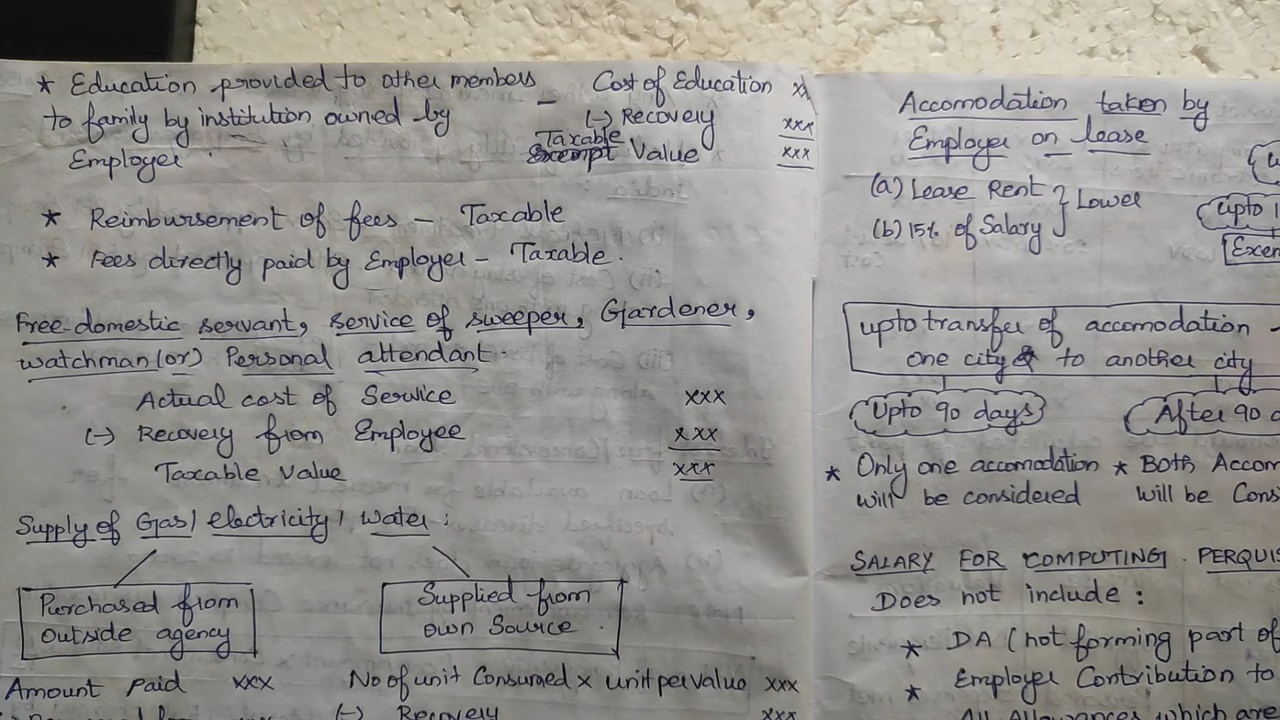 * Education provided to other members — Cost of Education xx
to family by institution owned by (-) Recovery xxx
Employer. Taxable Value xxx
* Reimbursement of fees - Taxable
* Fees directly paid by Employer - Taxable.
Free domestic servant, service of sweeper, Gardener,
watchman (or) Personal attendant.
Actual cost of Service xxx
(-) Recovery from Employee xxx
Taxable Value xxx
Supply of Gas/ electricity/ water:
Purchased from
outside agency
Supplied from
own Source.
Amount Paid xxx
No of unit Consumed x unit per value xxx
(-) Recovery xxx
Accomodation taken by
Employer on lease
(a) Lease Rent } Lower
(b) 15% of Salary
upto
Exem
upto transfer of accomodation -
one city to another city
Upto 90 days
After 90 d
* Only one accomodation
will be considered
* Both Accom
will be Cons
SALARY FOR COMPUTING PERQUIS
Does not include:
* DA (not forming part of
* Employer Contribution to
All Allowances which are